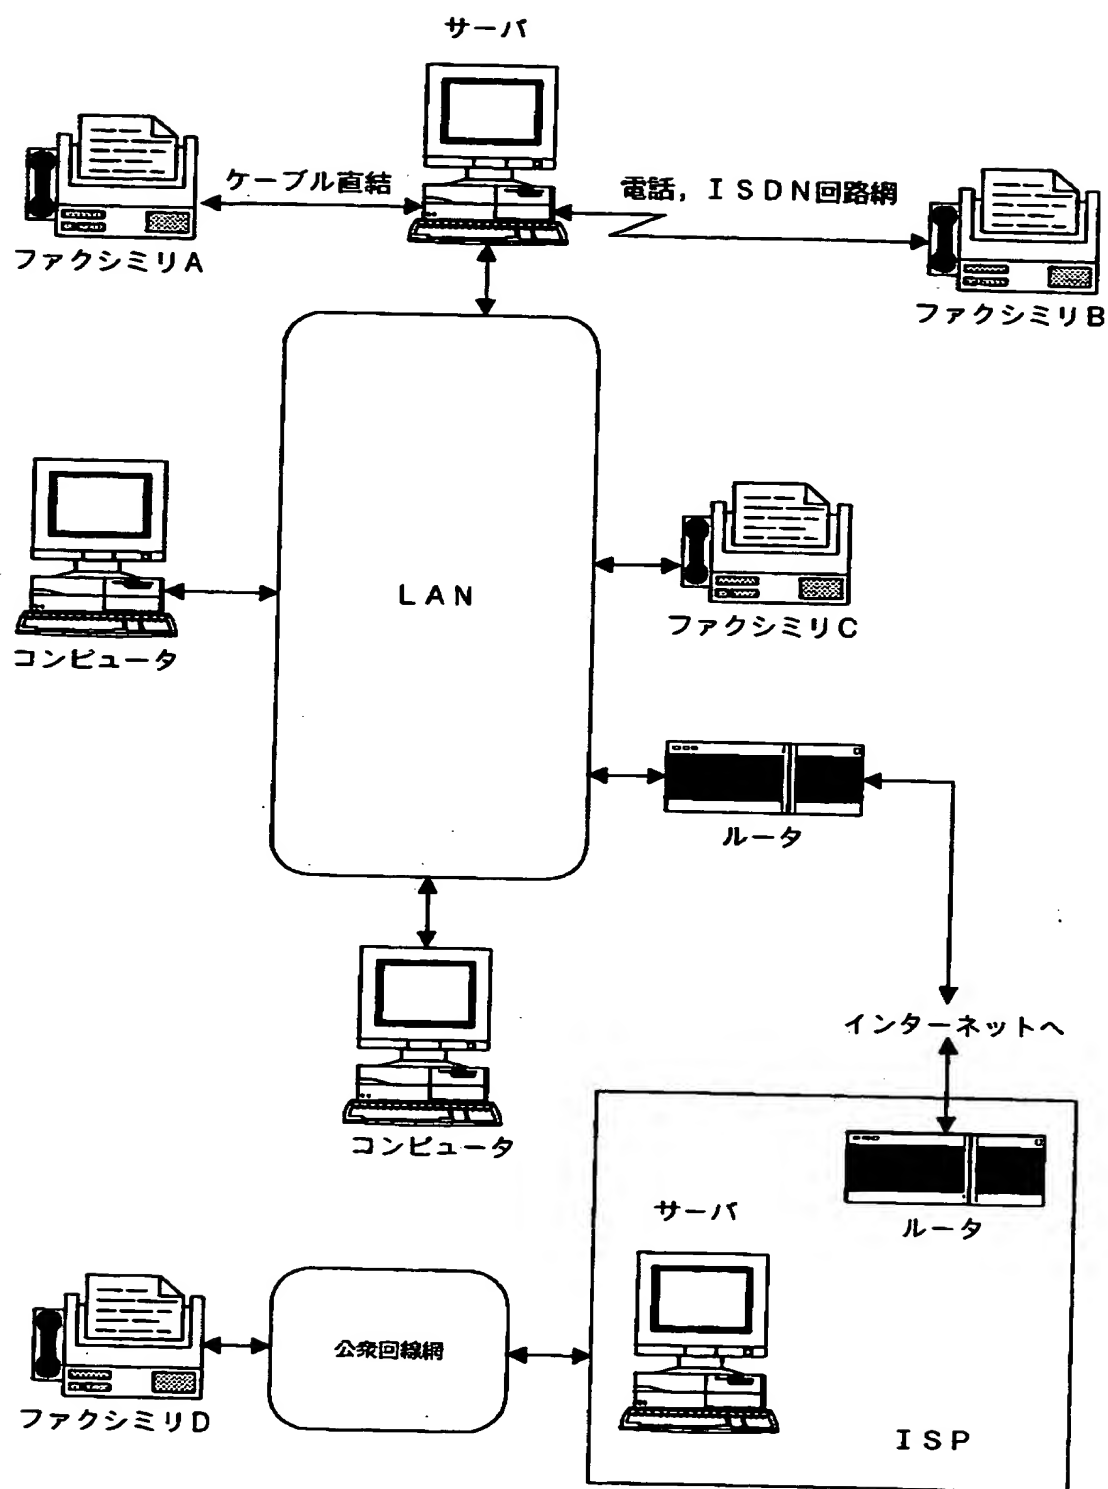 サーバ
ケーブル直結
電話，ＩＳＤＮ回路網
ファクシミリA
ファクシミリB
LAN
ファクシミリC
コンピュータ
ルータ
インターネットへ
コンピュータ
ルータ
サーバ
公衆回線網
ファクシミリD
ISP